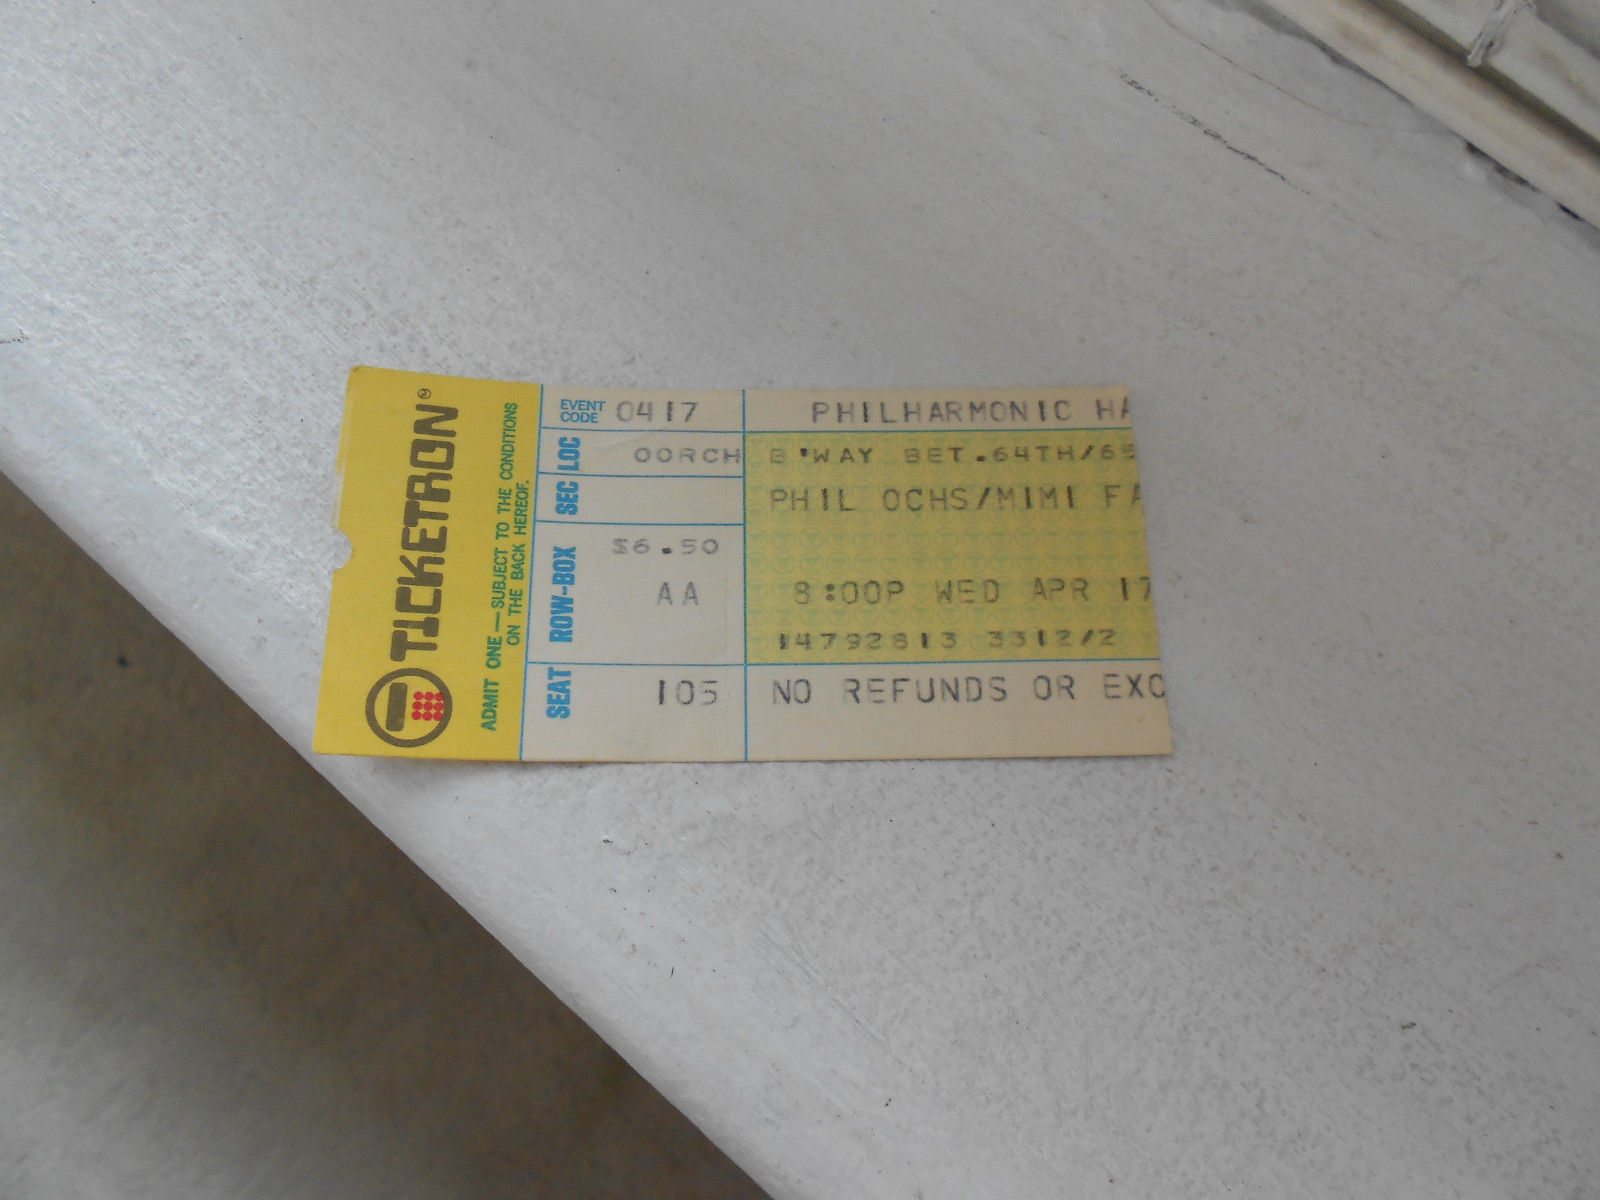 TICKETRON®
ADMIT ONE — SUBJECT TO THE CONDITIONS
ON THE BACK HEREOF.
EVENT CODE 0417
LOC OORCH
SEC
$6.50
ROW-BOX AA
SEAT 105
PHILHARMONIC HA
B'WAY BET.64TH/65
PHIL OCHS/MIMI FA
8:00P WED APR 17
14792813 3312/2
NO REFUNDS OR EXC